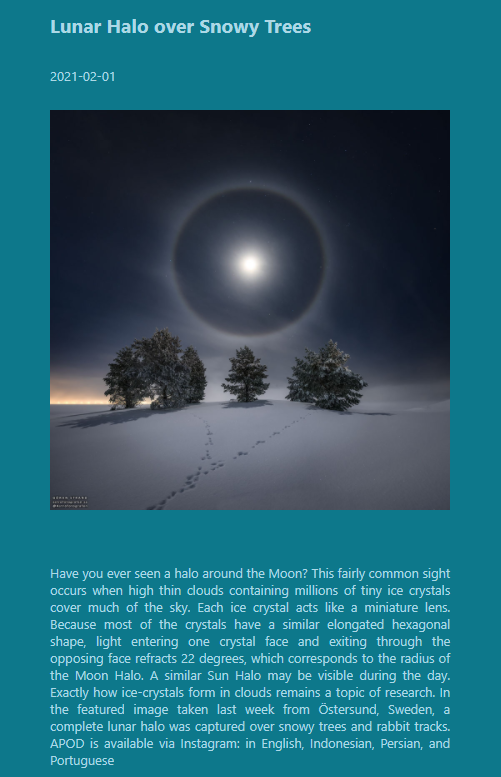 Lunar Halo over Snowy Trees
2021-02-01
Have you ever seen a halo around the Moon? This fairly common sight
occurs when high thin clouds containing millions of tiny ice crystals
cover much of the sky. Each ice crystal acts like a miniature lens.
Because most of the crystals have a similar elongated hexagonal
shape, light entering one crystal face and exiting through the
opposing face refracts 22 degrees, which corresponds to the radius of
the Moon Halo. A similar Sun Halo may be visible during the day.
Exactly how ice-crystals form in clouds remains a topic of research. In
the featured image taken last week from Östersund, Sweden, a
complete lunar halo was captured over snowy trees and rabbit tracks.
APOD is available via Instagram: in English, Indonesian, Persian, and
Portuguese